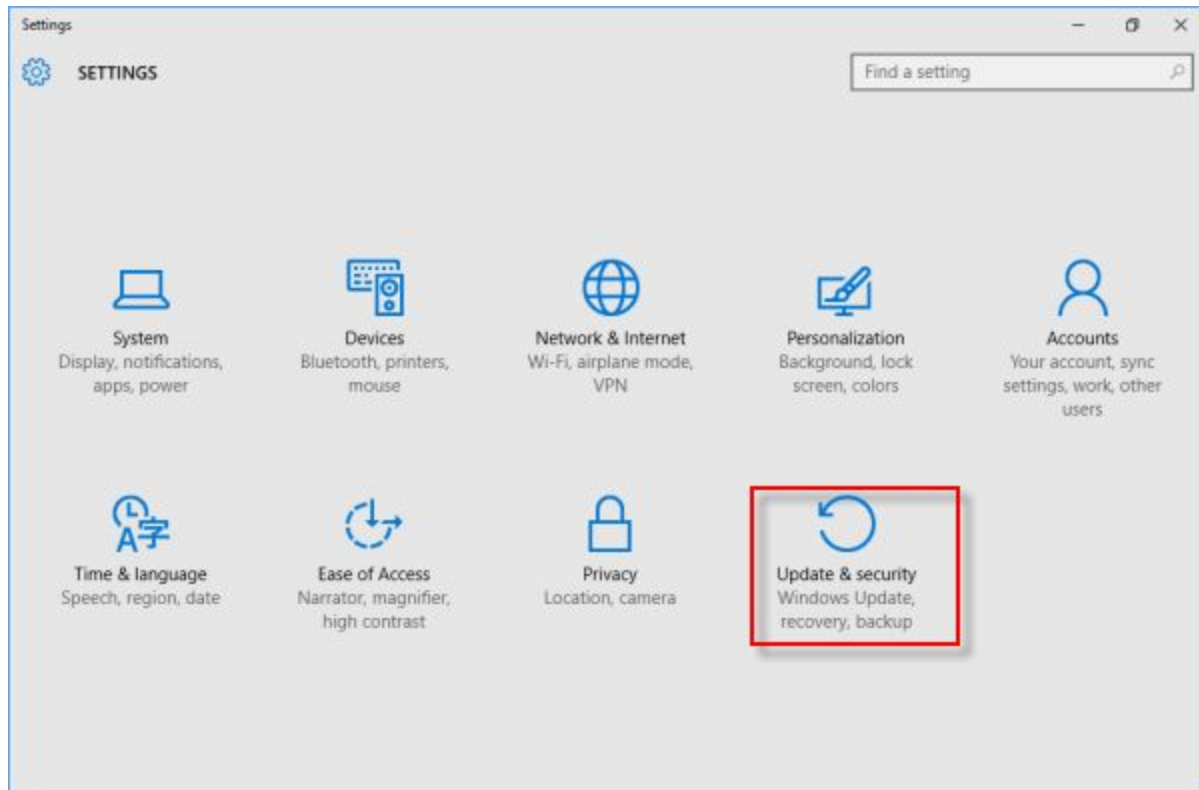 Settings
SETTINGS
Find a setting
System
Display, notifications,
apps, power
Devices
Bluetooth, printers,
mouse
Network & Internet
Wi-Fi, airplane mode,
VPN
Personalization
Background, lock
screen, colors
Accounts
Your account, sync
settings, work, other
users
A字
Time & language
Speech, region, date
Ease of Access
Narrator, magnifier,
high contrast
Privacy
Location, camera
Update & security
Windows Update,
recovery, backup